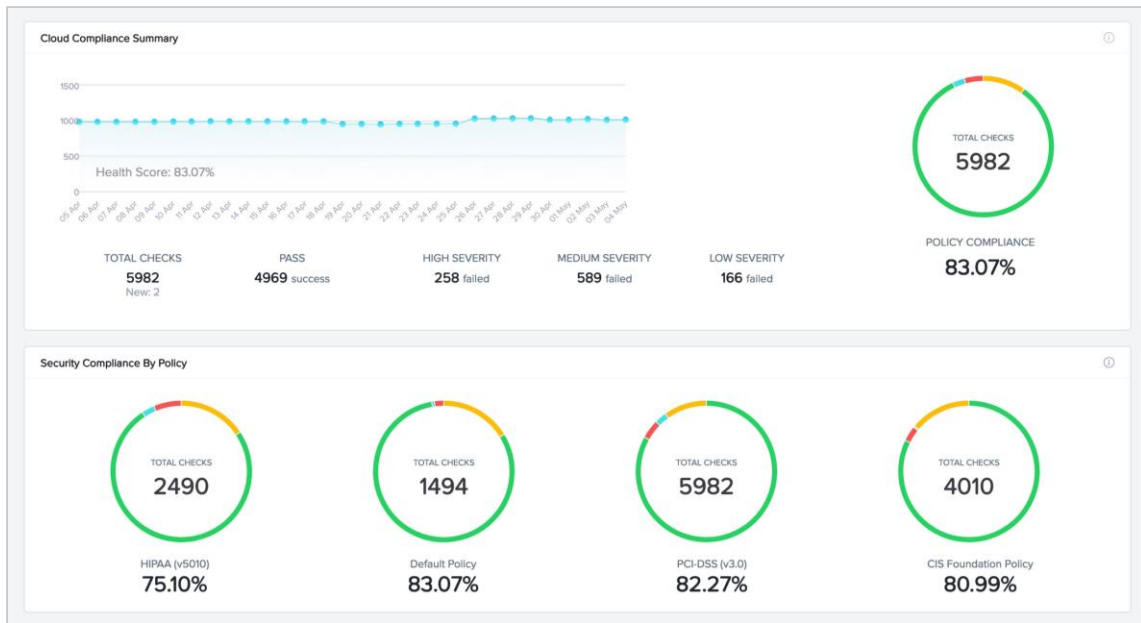 Cloud Compliance Summary
1500
1000
500
0
Health Score: 83.07%
05 Apr
06 Apr
07 Apr
08 Apr
09 Apr
10 Apr
11 Apr
12 Apr
13 Apr
14 Apr
15 Apr
16 Apr
17 Apr
18 Apr
19 Apr
20 Apr
21 Apr
22 Apr
23 Apr
24 Apr
25 Apr
26 Apr
27 Apr
28 Apr
29 Apr
30 Apr
01 May
02 May
03 May
04 May
TOTAL CHECKS
5982
New: 2
PASS
4969 success
HIGH SEVERITY
258 failed
MEDIUM SEVERITY
589 failed
LOW SEVERITY
166 failed
TOTAL CHECKS
5982
POLICY COMPLIANCE
83.07%
Security Compliance By Policy
TOTAL CHECKS
2490
HIPAA (v5010)
75.10%
TOTAL CHECKS
1494
Default Policy
83.07%
TOTAL CHECKS
5982
PCI-DSS (v3.0)
82.27%
TOTAL CHECKS
4010
CIS Foundation Policy
80.99%